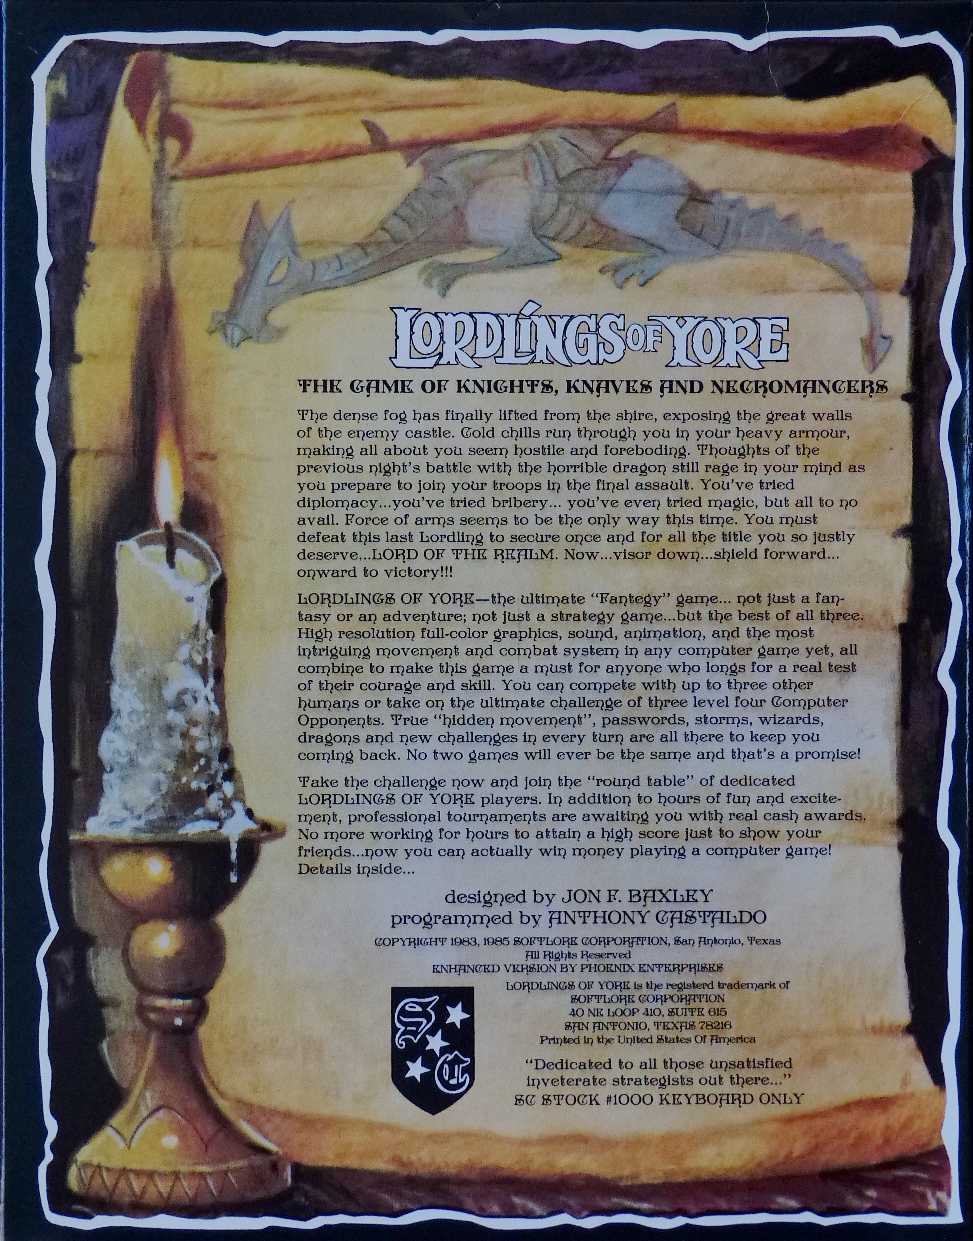 LORDLÍNGS OF YORE
THE GAME OF KNIGHTS, KNAVES AND NECROMANCERS
The dense fog has finally lifted from the shire, exposing the great walls
of the enemy castle. Cold chills run through you in your heavy armour,
making all about you seem hostile and foreboding. Thoughts of the
previous night's battle with the horrible dragon still rage in your mind as
you prepare to join your troops in the final assault. You've tried
diplomacy...you've tried bribery... you've even tried magic, but all to no
avail. Force of arms seems to be the only way this time. You must
defeat this last Lordling to secure once and for all the title you so justly
deserve...LORD OF THE REALM. Now...visor down...shield forward...
onward to victory!!!
LORDLINGS OF YORE—the ultimate “Fantegy” game... not just a fan-
tasy or an adventure; not just a strategy game...but the best of all three.
High resolution full-color graphics, sound, animation, and the most
intriguing movement and combat system in any computer game yet, all
combine to make this game a must for anyone who longs for a real test
of their courage and skill. You can compete with up to three other
humans or take on the ultimate challenge of three level four Computer
Opponents. True “hidden movement”, passwords, storms, wizards,
dragons and new challenges in every turn are all there to keep you
coming back. No two games will ever be the same and that's a promise!
Take the challenge now and join the “round table” of dedicated
LORDLINGS OF YORE players. In addition to hours of fun and excite-
ment, professional tournaments are awaiting you with real cash awards.
No more working for hours to attain a high score just to show your
friends...now you can actually win money playing a computer game!
Details inside...
designed by JON F. BAXLEY
programmed by ANTHONY CASTALDO
COPYRIGHT 1983, 1985 SOFTLORE CORPORATION, San Antonio, Texas
All Rights Reserved
ENHANCED VERSION BY PHOENIX ENTERPRISES
LORDLINGS OF YORE is the registerd trademark of
SOFTLORE CORPORATION
40 NE LOOP 410, SUITE 615
SAN ANTONIO, TEXAS 78216
Printed in the United States Of America
S C
“Dedicated to all those unsatisfied
inveterate strategists out there...”
SC STOCK #1000 KEYBOARD ONLY